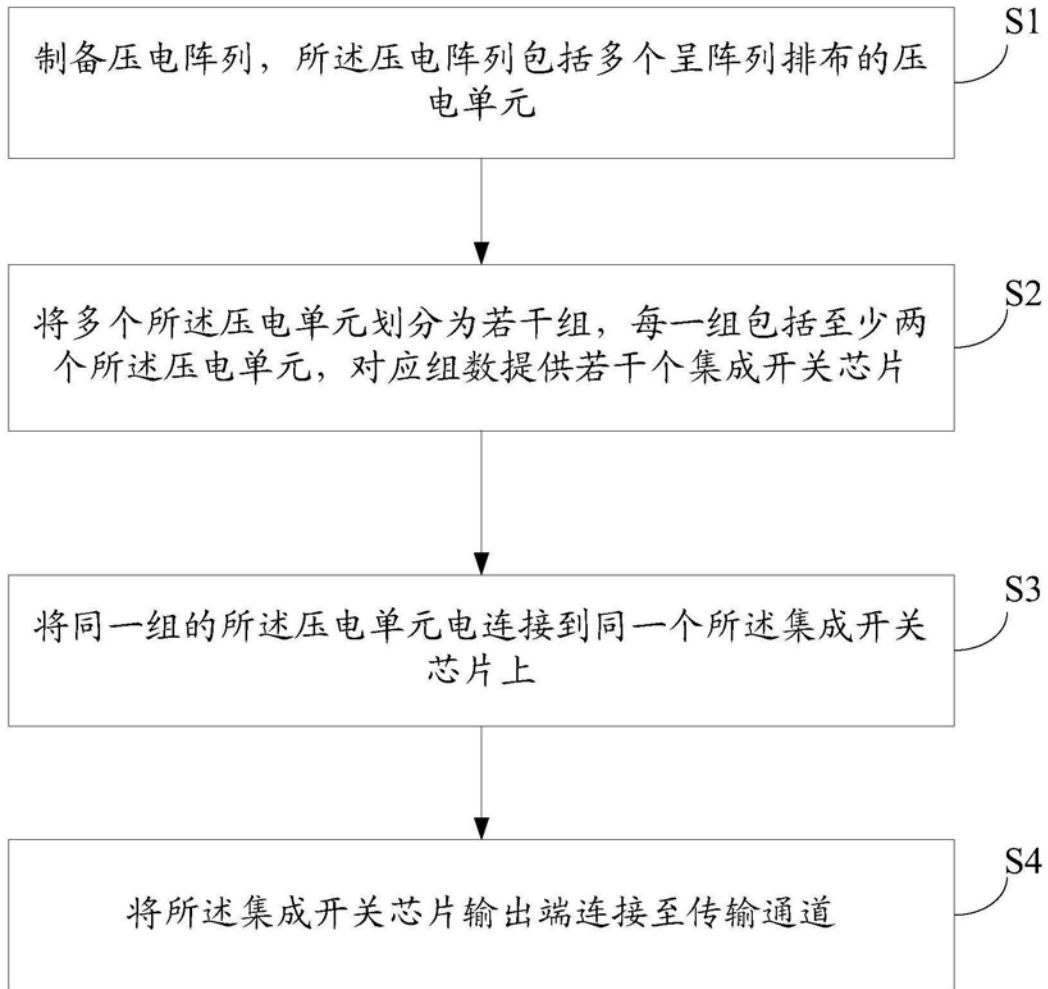 S1
制备压电阵列，所述压电阵列包括多个呈阵列排布的压
电单元
S2
将多个所述压电单元划分为若干组，每一组包括至少两
个所述压电单元，对应组数提供若干个集成开关芯片
S3
将同一组的所述压电单元电连接到同一个所述集成开关
芯片上
S4
将所述集成开关芯片输出端连接至传输通道